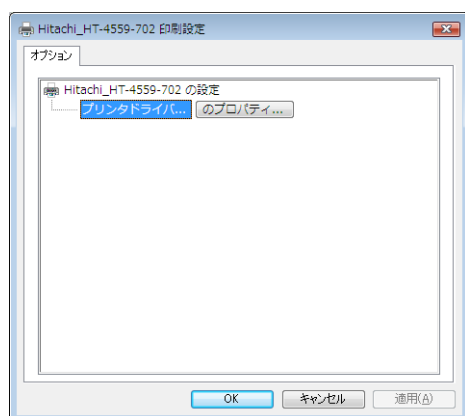 Hitachi_HT-4559-702 印刷設定
オプション
Hitachi_HT-4559-702 の設定
プリンタドライバ... のプロパティ...
OK キャンセル 適用(A)